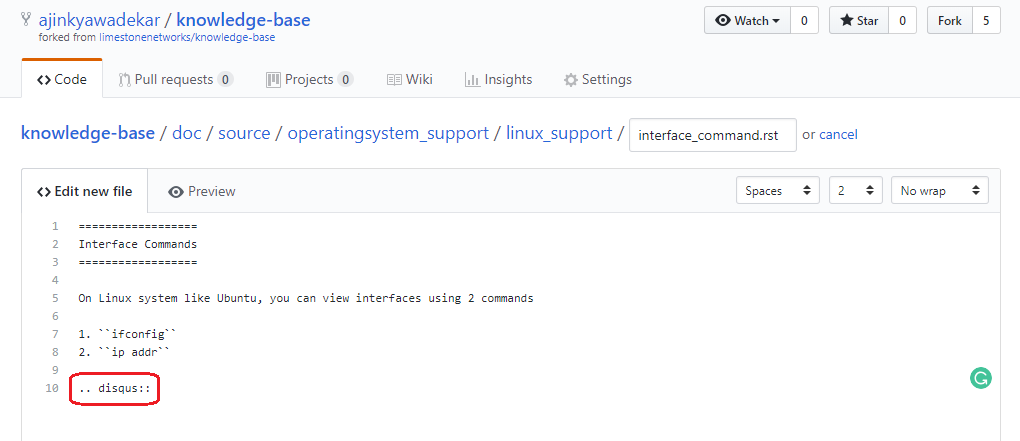 ajinkyawadekar / knowledge-base
forked from limestonenetworks/knowledge-base
Watch 0 Star 0 Fork 5
Code Pull requests 0 Projects 0 Wiki Insights Settings
knowledge-base / doc / source / operatingsystem_support / linux_support / interface_command.rst or cancel
Edit new file Preview Spaces 2 No wrap
1 ==================
2 Interface Commands
3 ==================
4
5 On Linux system like Ubuntu, you can view interfaces using 2 commands
6
7 1. ``ifconfig``
8 2. ``ip addr``
9
10 .. disqus::